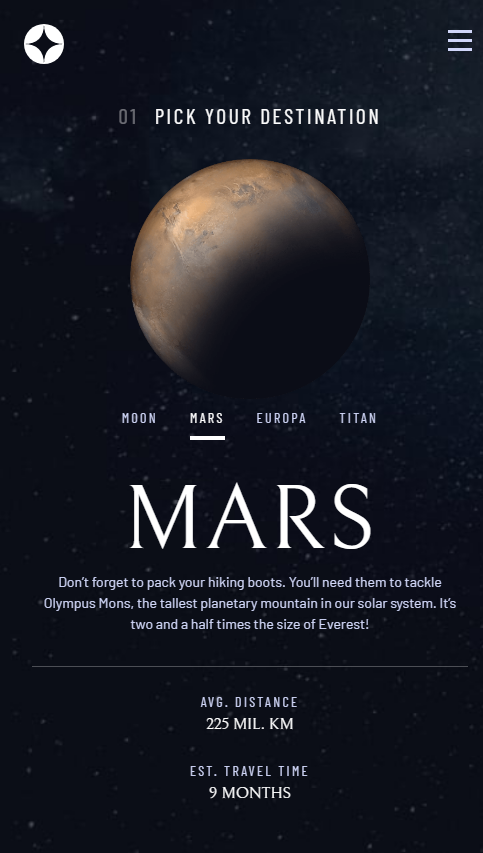 01 PICK YOUR DESTINATION
MOON MARS EUROPA TITAN
MARS
Don’t forget to pack your hiking boots. You’ll need them to tackle
Olympus Mons, the tallest planetary mountain in our solar system. It’s
two and a half times the size of Everest!
AVG. DISTANCE
225 MIL. KM
EST. TRAVEL TIME
9 MONTHS